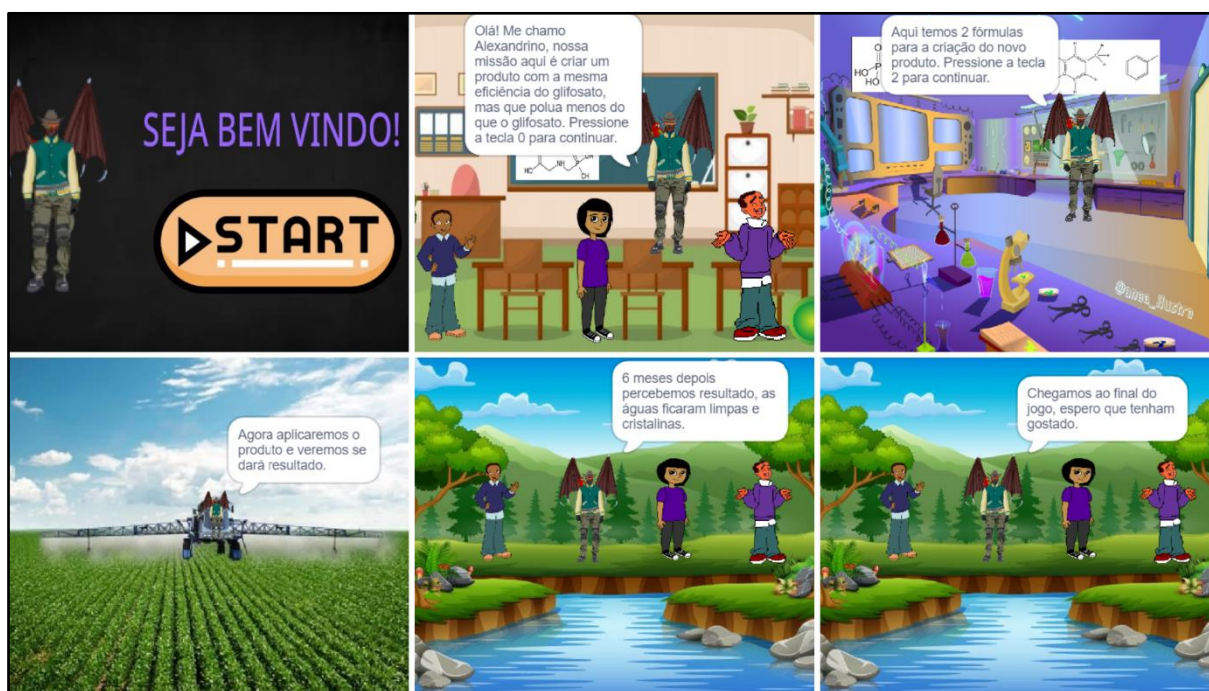 SEJA BEM VINDO!
START
Olá! Me chamo
Alexandrino, nossa
missão aqui é criar um
produto com a mesma
eficiência do glifosato,
mas que polua menos do
que o glifosato. Pressione
a tecla 0 para continuar.
Aqui temos 2 fórmulas
para a criação do novo
produto. Pressione a tecla
2 para continuar.
Agora aplicaremos o
produto e veremos se
dará resultado.
6 meses depois
percebemos resultado, as
águas ficaram limpas e
cristalinas.
Chegamos ao final do
jogo, espero que tenham
gostado.